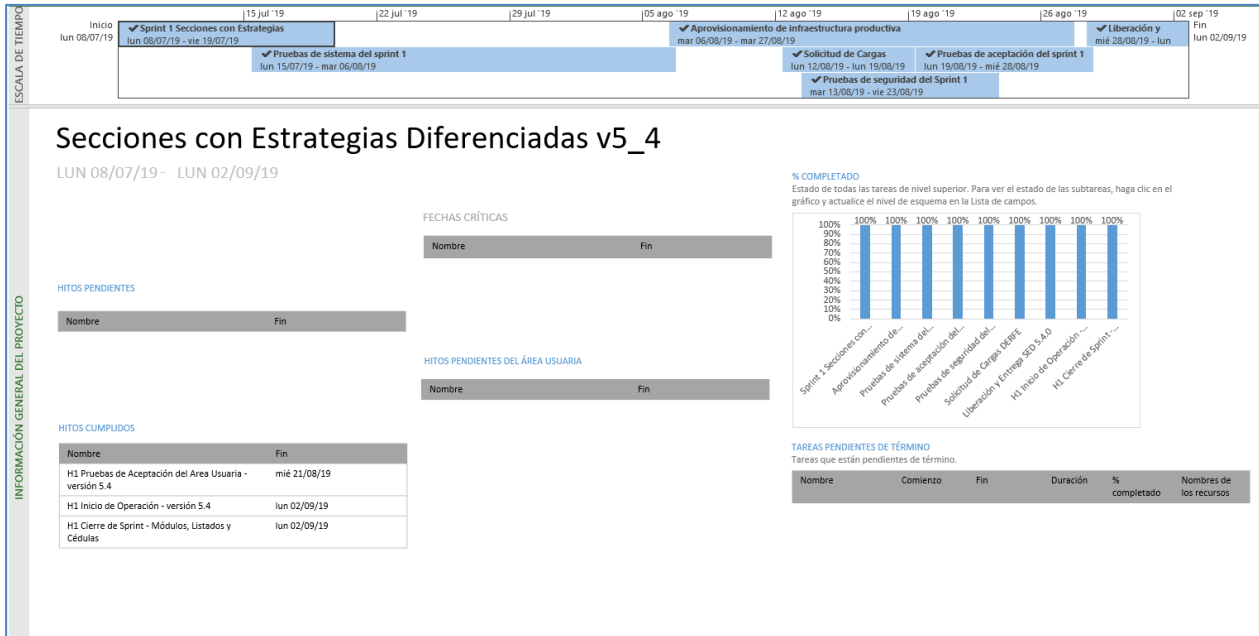 ESCALA DE TIEMPO
Inicio
lun 08/07/19
15 jul '19
22 jul '19
29 jul '19
05 ago '19
12 ago '19
19 ago '19
26 ago '19
02 sep '19
Fin
lun 02/09/19
✔ Sprint 1 Secciones con Estrategias
lun 08/07/19 - vie 19/07/19
✔ Aprovisionamiento de infraestructura productiva
mar 06/08/19 - mar 27/08/19
✔ Liberación y
mié 28/08/19 - lun
✔ Pruebas de sistema del sprint 1
lun 15/07/19 - mar 06/08/19
✔ Solicitud de Cargas
lun 12/08/19 - lun 19/08/19
✔ Pruebas de aceptación del sprint 1
lun 19/08/19 - mié 28/08/19
✔ Pruebas de seguridad del Sprint 1
mar 13/08/19 - vie 23/08/19
INFORMACIÓN GENERAL DEL PROYECTO
Secciones con Estrategias Diferenciadas v5_4
LUN 08/07/19 - LUN 02/09/19
FECHAS CRÍTICAS
Nombre Fin
HITOS PENDIENTES
Nombre Fin
HITOS PENDIENTES DEL ÁREA USUARIA
Nombre Fin
HITOS CUMPLIDOS
Nombre Fin
H1 Pruebas de Aceptación del Area Usuaria - mié 21/08/19
versión 5.4
H1 Inicio de Operación - versión 5.4 lun 02/09/19
H1 Cierre de Sprint - Módulos, Listados y lun 02/09/19
Cédulas
% COMPLETADO
Estado de todas las tareas de nivel superior. Para ver el estado de las subtareas, haga clic en el
gráfico y actualice el nivel de esquema en la Lista de campos.
100% 100% 100% 100% 100% 100% 100% 100% 100%
100%
90%
80%
70%
60%
50%
40%
30%
20%
10%
0%
Sprint 1 Secciones con...
Aprovisionamiento de...
Pruebas de sistema del...
Pruebas de aceptación del...
Pruebas de seguridad del...
Solicitud de Cargas DERFE
Liberación y Entrega SED 5.4.0
H1 Inicio de Operación -...
H1 Cierre de Sprint -...
TAREAS PENDIENTES DE TÉRMINO
Tareas que están pendientes de término.
Nombre Comienzo Fin Duración % Nombres de
completado los recursos